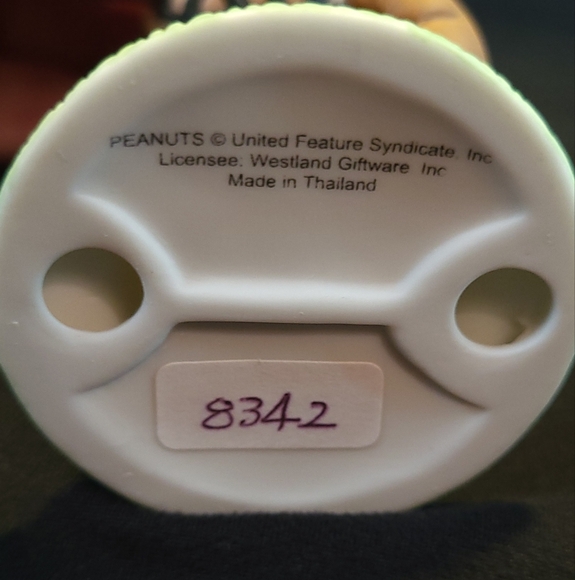 PEANUTS © United Feature Syndicate, Inc
Licensee: Westland Giftware Inc
Made in Thailand
8342